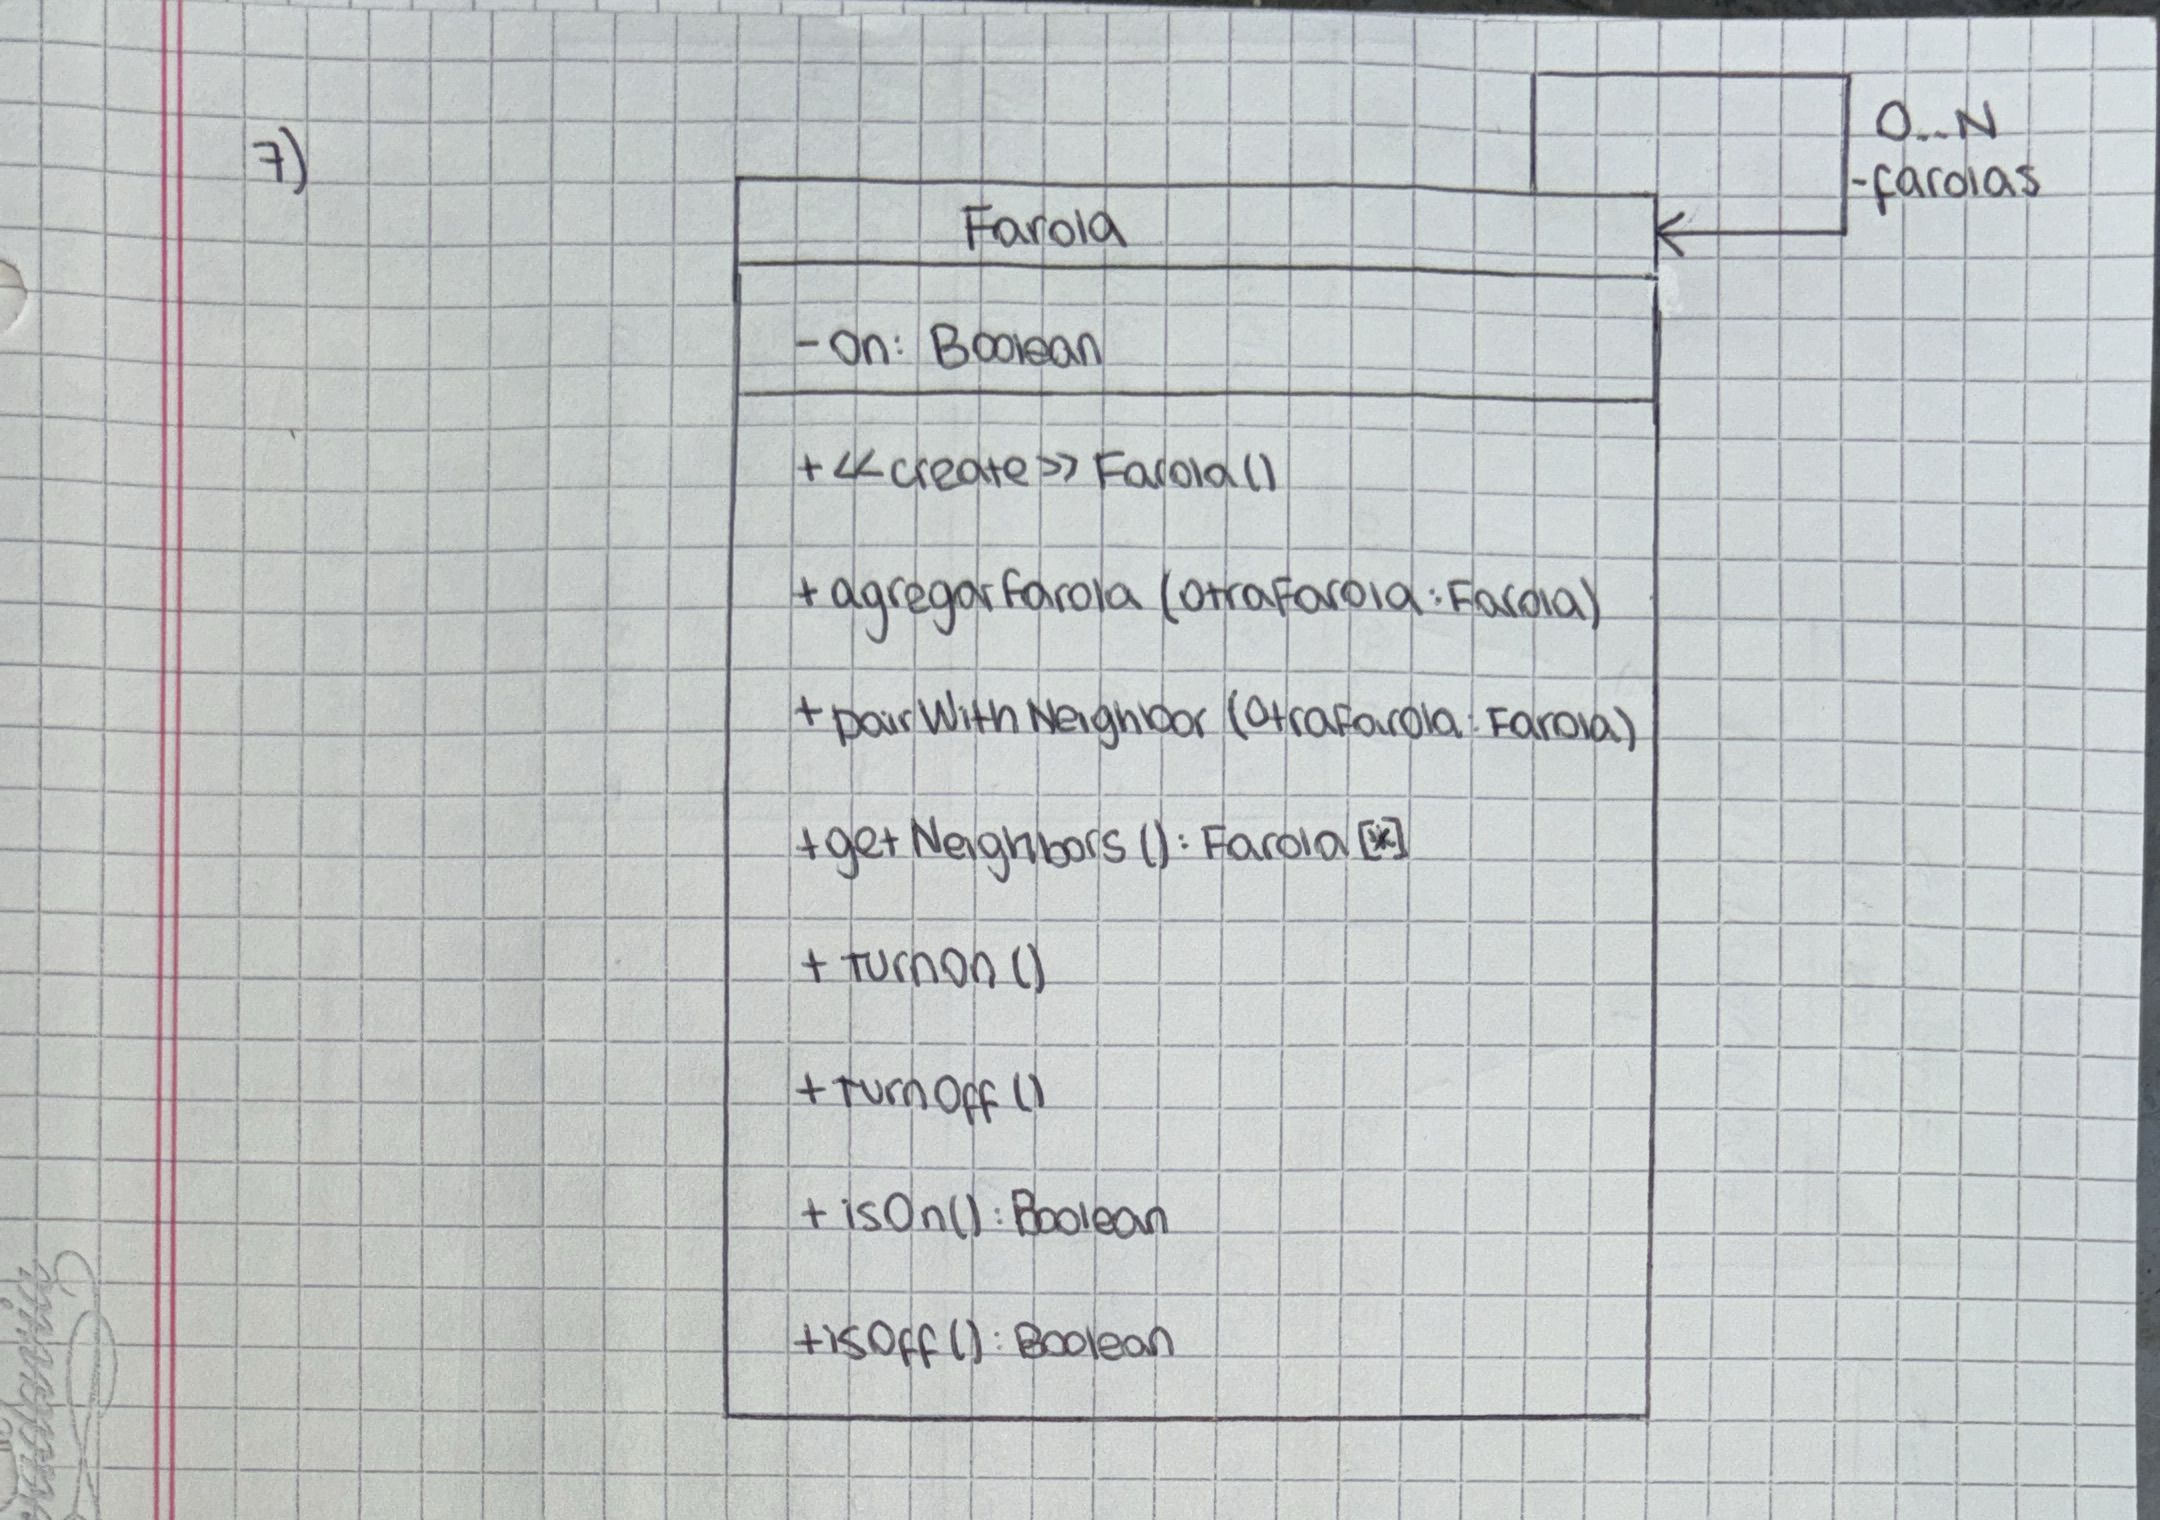 7)
0...N
-farolas
Farola
- on: Boolean
+ <<create>> Farola()
+ agregarFarola (otraFarola: Farola)
+ pairWithNeighbor (otraFarola: Farola)
+ getNeighbors (): Farola [*]
+ turnOn ()
+ turnOff ()
+ isOn(): Boolean
+ isOff (): Boolean